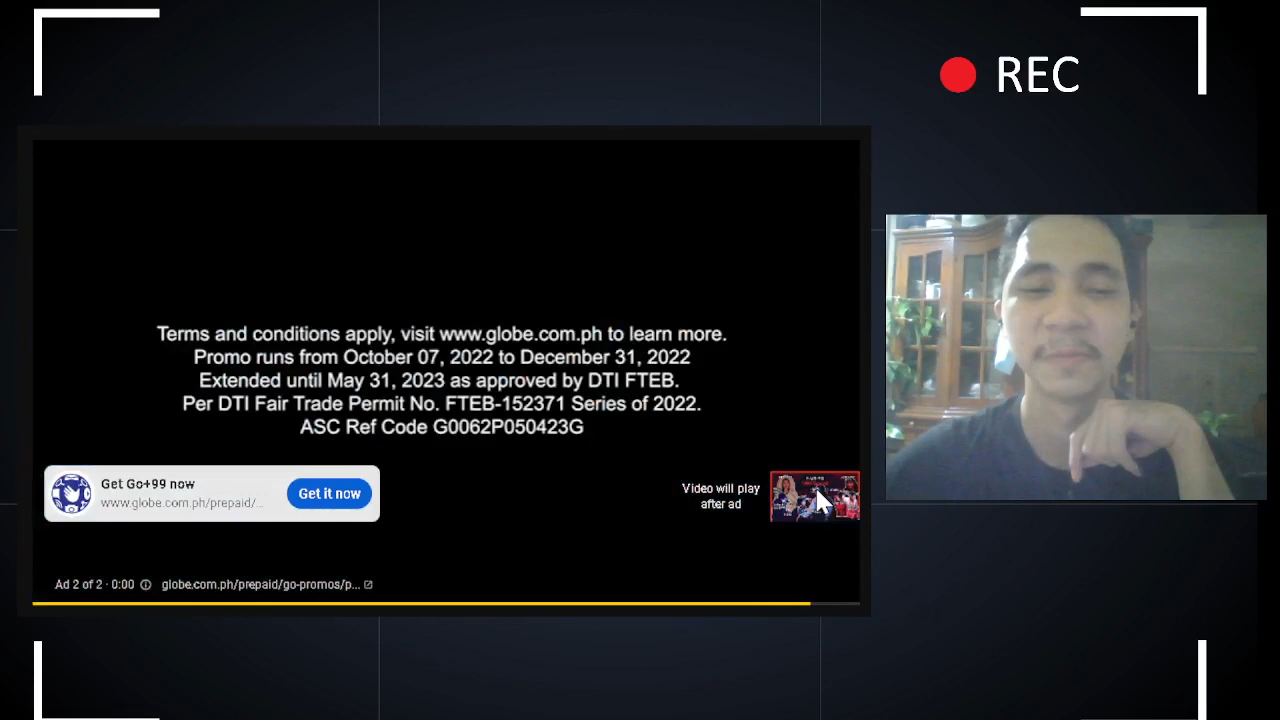 REC
Terms and conditions apply, visit www.globe.com.ph to learn more.
Promo runs from October 07, 2022 to December 31, 2022
Extended until May 31, 2023 as approved by DTI FTEB.
Per DTI Fair Trade Permit No. FTEB-152371 Series of 2022.
ASC Ref Code G0062P050423G
Get Go+99 now
www.globe.com.ph/prepaid/...
Get it now
Video will play
after ad
Ad 2 of 2 · 0:00
globe.com.ph/prepaid/go-promos/p...